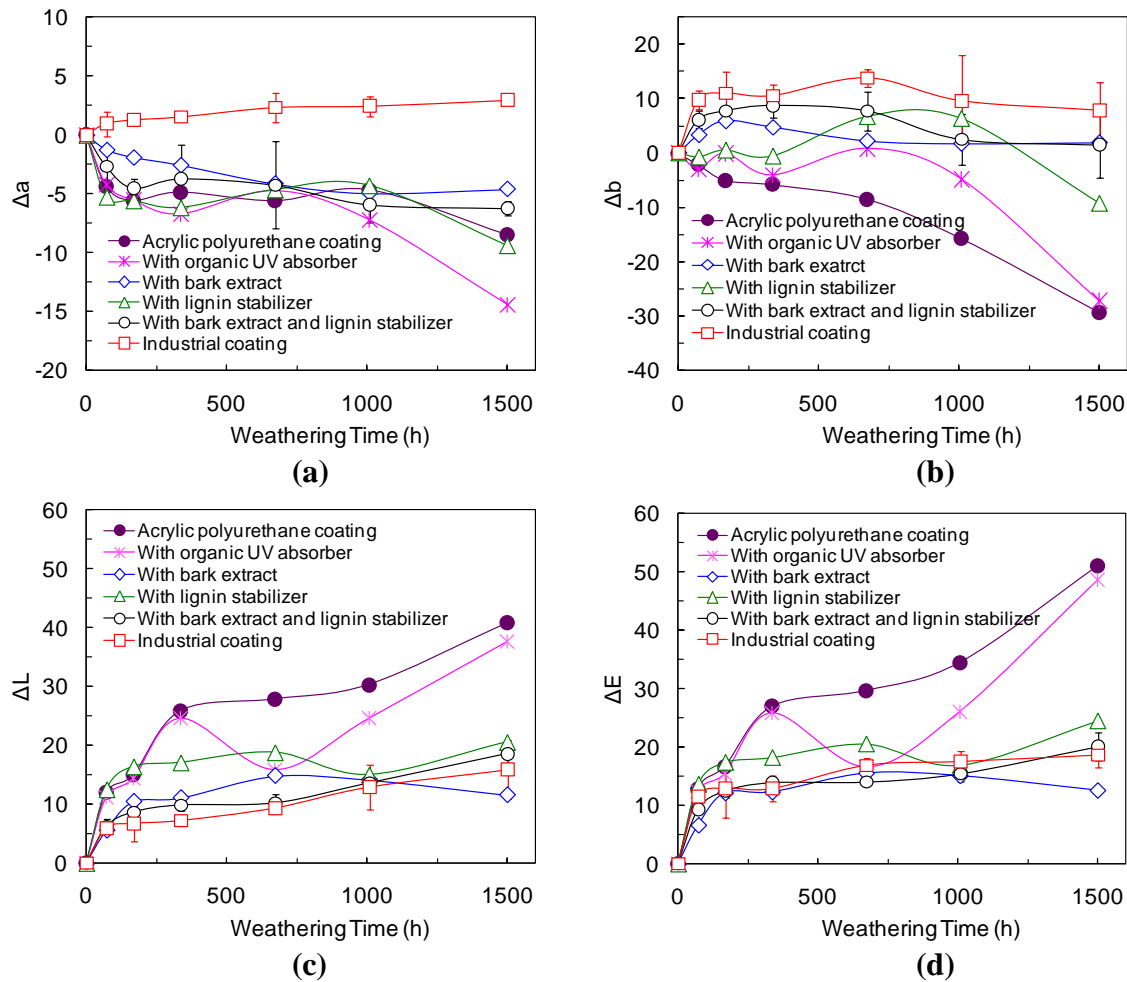 10
5
0
-5
-10
-15
-20
Δa
Acrylic polyurethane coating
With organic UV absorber
With bark extract
With lignin stabilizer
With bark extract and lignin stabilizer
Industrial coating
0 500 1000 1500
Weathering Time (h)
(a)
20
10
0
-10
-20
-30
-40
Δb
Acrylic polyurethane coating
With organic UV absorber
With bark exatrct
With lignin stabilizer
With bark extract and lignin stabilizer
Industrial coating
0 500 1000 1500
Weathering Time (h)
(b)
60
50
40
30
20
10
0
ΔL
Acrylic polyurethane coating
With organic UV absorber
With bark extract
With lignin stabilizer
With bark extract and lignin stabilizer
Industrial coating
0 500 1000 1500
Weathering Time (h)
(c)
60
50
40
30
20
10
0
ΔE
Acrylic polyurethane coating
With organic UV absorber
With bark extract
With lignin stabilizer
With bark extract and lignin stabilizer
Industrial coating
0 500 1000 1500
Weathering Time (h)
(d)